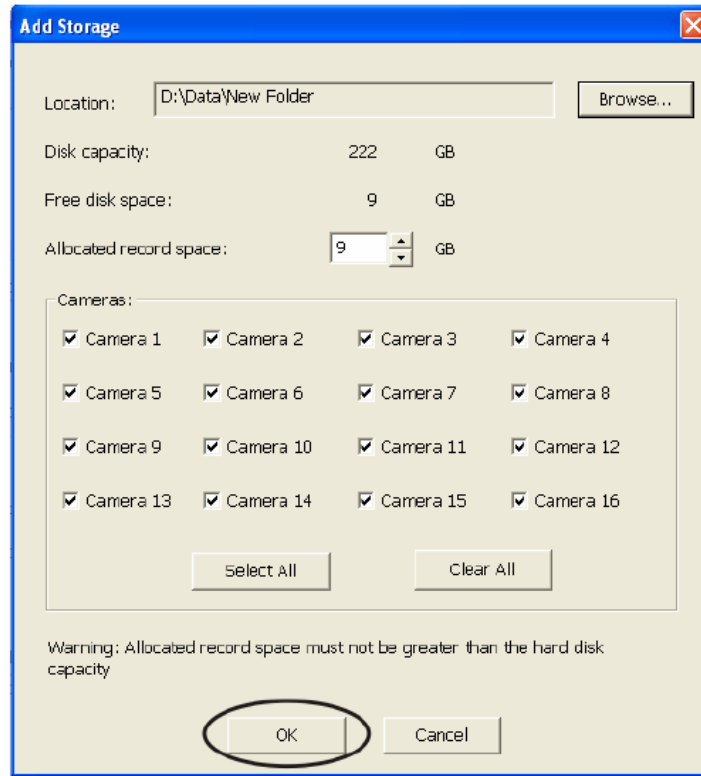 Add Storage
Location: D:\Data\New Folder Browse...
Disk capacity: 222 GB
Free disk space: 9 GB
Allocated record space: 9 GB
Cameras:
Camera 1 Camera 2 Camera 3 Camera 4
Camera 5 Camera 6 Camera 7 Camera 8
Camera 9 Camera 10 Camera 11 Camera 12
Camera 13 Camera 14 Camera 15 Camera 16
Select All Clear All
Warning: Allocated record space must not be greater than the hard disk
capacity
OK Cancel